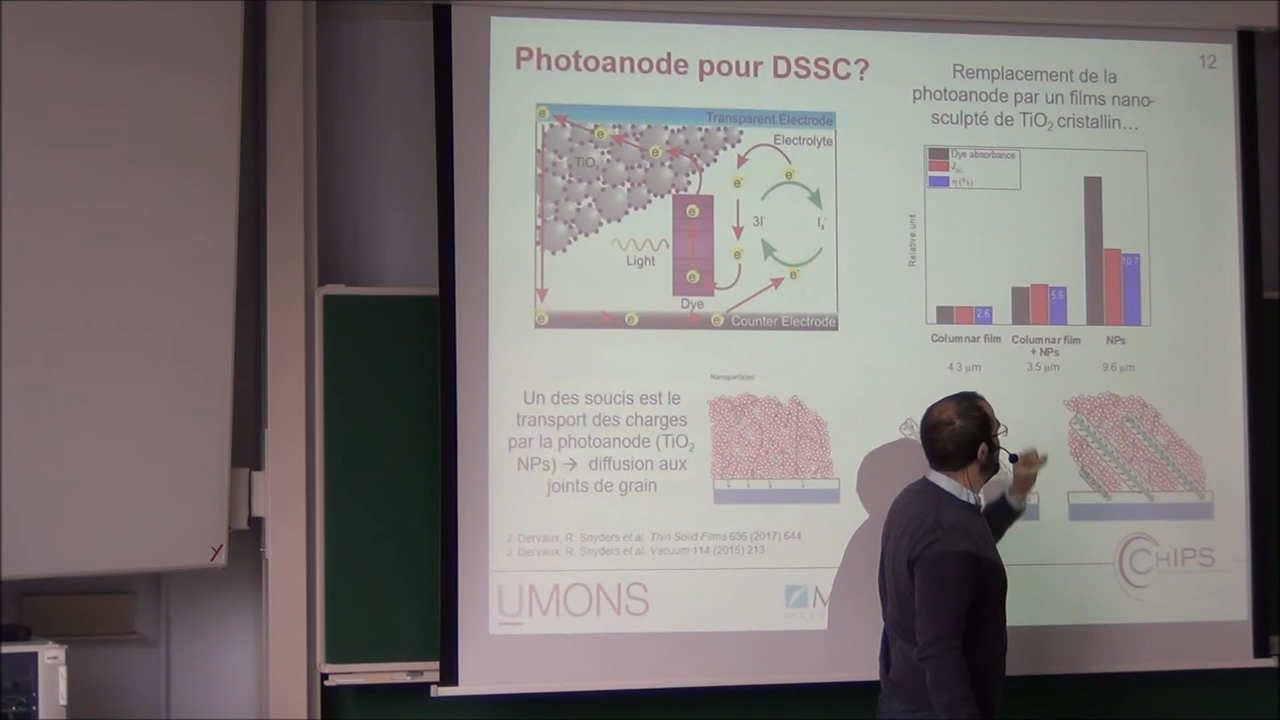 Photoanode pour DSSC?
12
Remplacement de la
photoanode par un films nano-
sculpté de TiO2 cristallin…
e-
Transparent Electrode
e-
Electrolyte
e-
TiO2
e-
e-
e-
3I-
I3-
Light
e-
e-
e-
Dye
e-
e-
e-
Counter Electrode
Dye absorbance
JSC
η (%)
Relative unit
2.6
5.6
10.7
Columnar film
Columnar film
+ NPs
NPs
4.3 µm
3.5 µm
9.6 µm
Un des soucis est le
transport des charges
par la photoanode (TiO2
NPs) → diffusion aux
joints de grain
Nanoparticles
J. Dervaux, R. Snyders et al. Thin Solid Films 636 (2017) 644
J. Dervaux, R. Snyders et al. Vacuum 114 (2015) 213
UMONS
M
CHIPS
Y